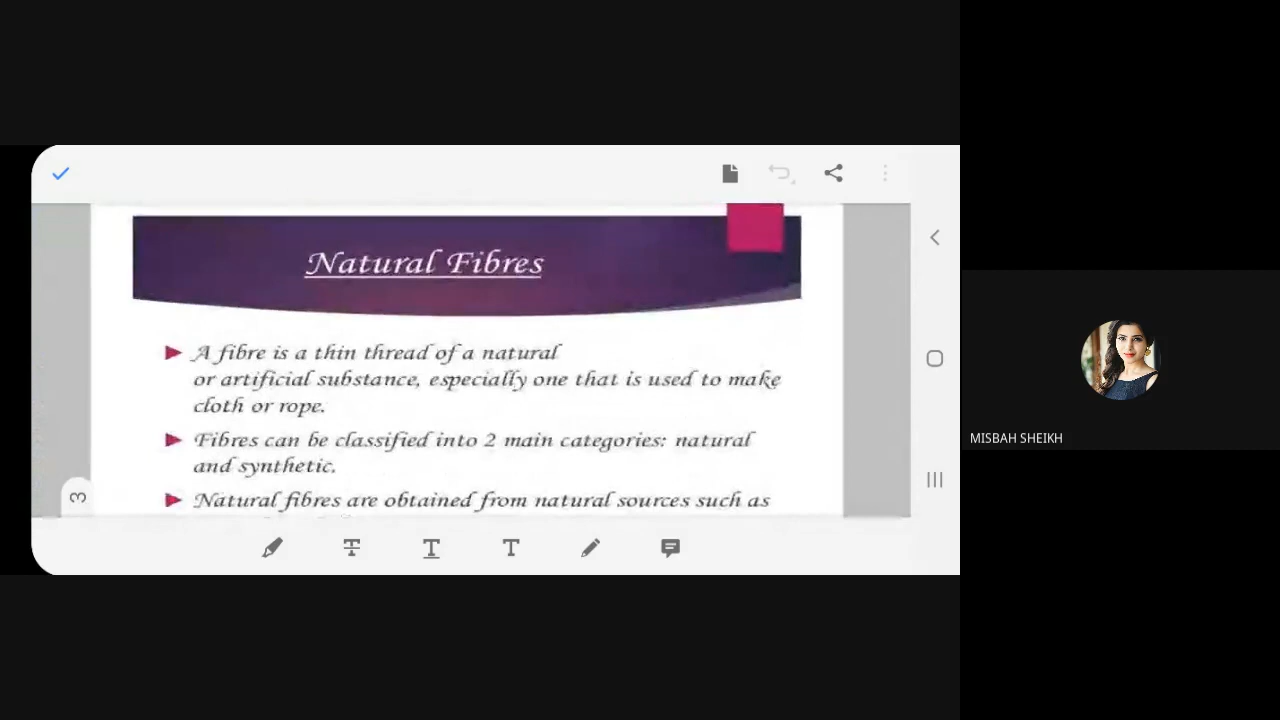 Natural Fibres
A fibre is a thin thread of a natural
or artificial substance, especially one that is used to make
cloth or rope.
Fibres can be classified into 2 main categories: natural
and synthetic.
Natural fibres are obtained from natural sources such as
3
MISBAH SHEIKH